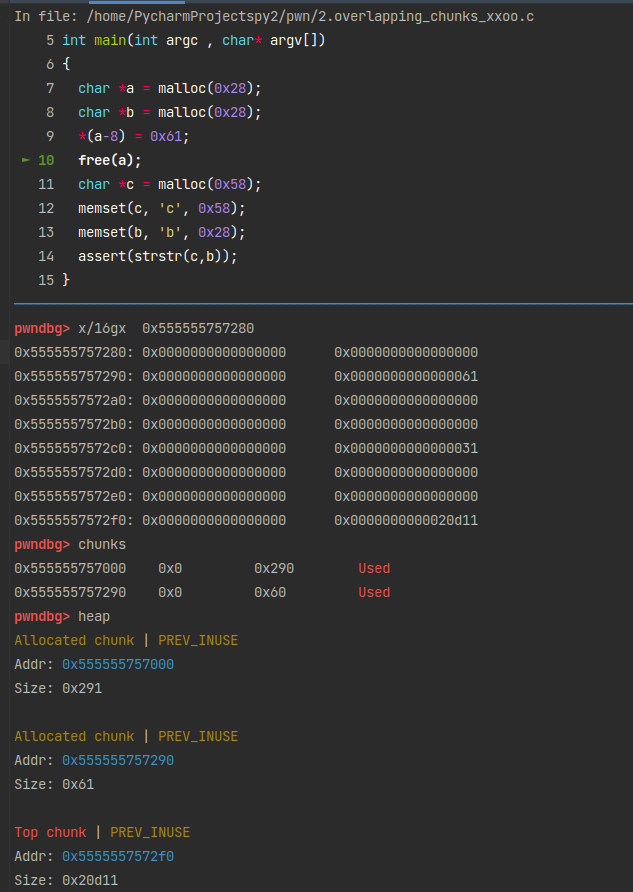 In file: /home/PycharmProjectspy2/pwn/2.overlapping_chunks_xxoo.c
5 int main(int argc , char* argv[])
6 {
7 char *a = malloc(0x28);
8 char *b = malloc(0x28);
9 *(a-8) = 0x61;
► 10 free(a);
11 char *c = malloc(0x58);
12 memset(c, 'c', 0x58);
13 memset(b, 'b', 0x28);
14 assert(strstr(c,b));
15 }
pwndbg> x/16gx 0x555555757280
0x555555757280: 0x0000000000000000 0x0000000000000000
0x555555757290: 0x0000000000000000 0x0000000000000061
0x5555557572a0: 0x0000000000000000 0x0000000000000000
0x5555557572b0: 0x0000000000000000 0x0000000000000000
0x5555557572c0: 0x0000000000000000 0x0000000000000031
0x5555557572d0: 0x0000000000000000 0x0000000000000000
0x5555557572e0: 0x0000000000000000 0x0000000000000000
0x5555557572f0: 0x0000000000000000 0x0000000000020d11
pwndbg> chunks
0x555555757000 0x0 0x290 Used
0x555555757290 0x0 0x60 Used
pwndbg> heap
Allocated chunk | PREV_INUSE
Addr: 0x555555757000
Size: 0x291
Allocated chunk | PREV_INUSE
Addr: 0x555555757290
Size: 0x61
Top chunk | PREV_INUSE
Addr: 0x5555557572f0
Size: 0x20d11